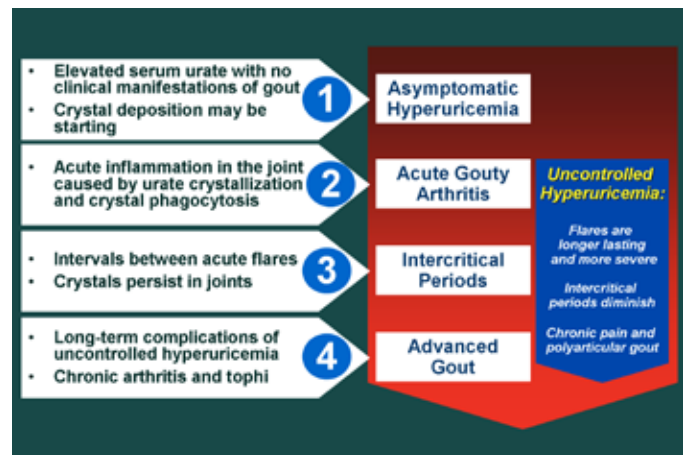 • Elevated serum urate with no
clinical manifestations of gout
• Crystal deposition may be
starting
1
Asymptomatic
Hyperuricemia
• Acute inflammation in the joint
caused by urate crystallization
and crystal phagocytosis
2
Acute Gouty
Arthritis
• Intervals between acute flares
• Crystals persist in joints
3
Intercritical
Periods
• Long-term complications of
uncontrolled hyperuricemia
• Chronic arthritis and tophi
4
Advanced
Gout
Uncontrolled
Hyperuricemia:
Flares are
longer lasting
and more severe
Intercritical
periods diminish
Chronic pain and
polyarticular gout